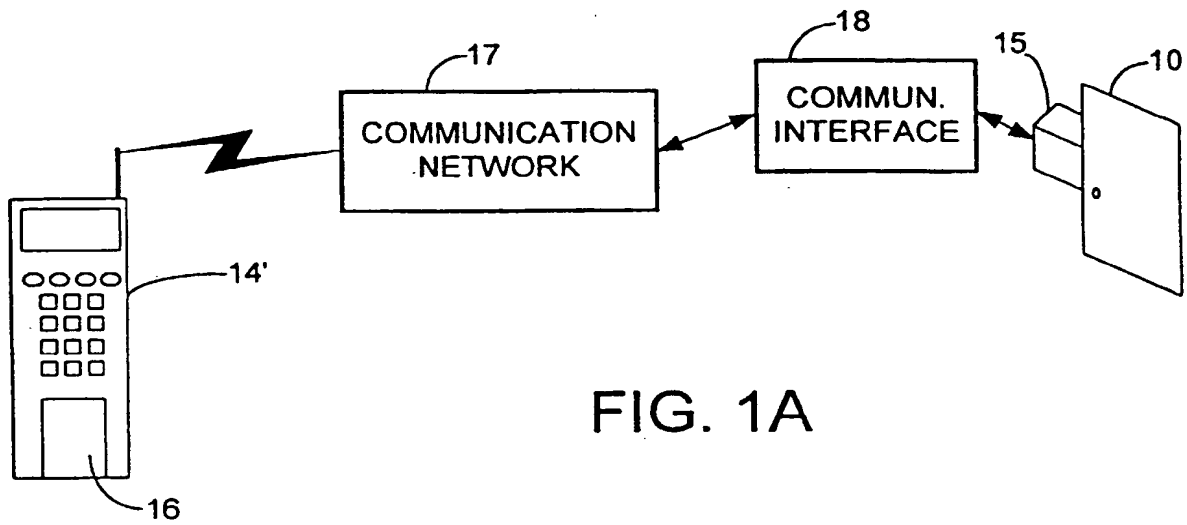 17
18
15
10
COMMUNICATION
NETWORK
COMMUN.
INTERFACE
14'
16
FIG. 1A